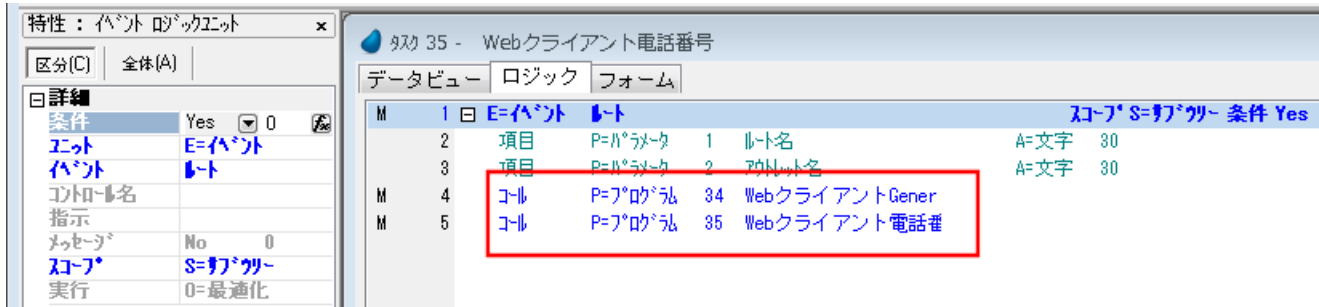 特性 : ｲﾍﾞﾝﾄ ﾛｼﾞｯｸﾕﾆｯﾄ x
区分(C) 全体(A)
詳細
条件 Yes 0 fx
ﾕﾆｯﾄ E=ｲﾍﾞﾝﾄ
ｲﾍﾞﾝﾄ ﾙｰﾄ
ｺﾝﾄﾛｰﾙ名
指示
ﾒｯｾｰｼﾞ No 0
ｽｺｰﾌﾟ S=ｻﾌﾞﾂﾘｰ
実行 O=最適化
ﾀｽｸ 35 - Webクライアント電話番号
データビュー ロジック フォーム
M 1 E=ｲﾍﾞﾝﾄ ﾙｰﾄ ｽｺｰﾌﾟ S=ｻﾌﾞﾂﾘｰ 条件 Yes
2 項目 P=ﾊﾟﾗﾒｰﾀ 1 ﾙｰﾄ名 A=文字 30
3 項目 P=ﾊﾟﾗﾒｰﾀ 2 ｱｳﾄﾚｯﾄ名 A=文字 30
M 4 ｺｰﾙ P=ﾌﾟﾛｸﾞﾗﾑ 34 WebクライアントGener
M 5 ｺｰﾙ P=ﾌﾟﾛｸﾞﾗﾑ 35 Webクライアント電話番